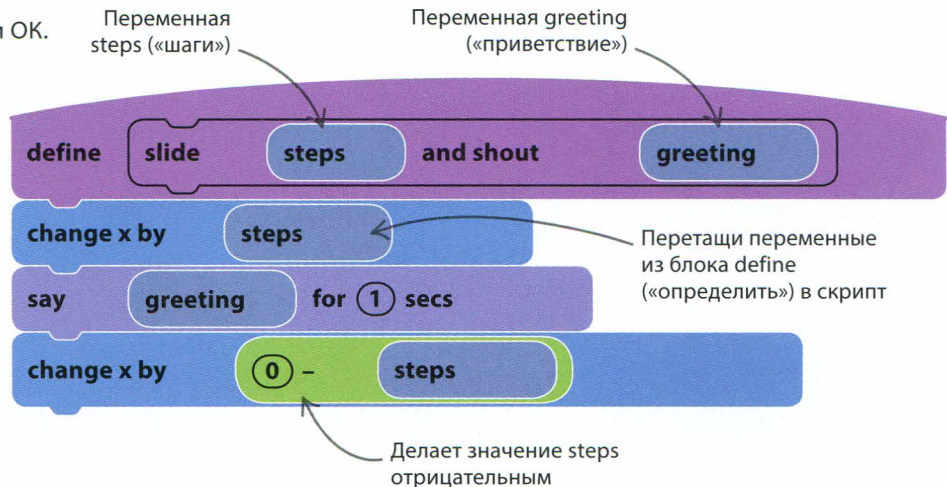 и ОК.
Переменная
steps («шаги»)
Переменная greeting
(«приветствие»)
define slide steps and shout greeting
change x by steps
Перетащи переменные
из блока define
(«определить») в скрипт
say greeting for 1 secs
change x by 0 – steps
Делает значение steps
отрицательным